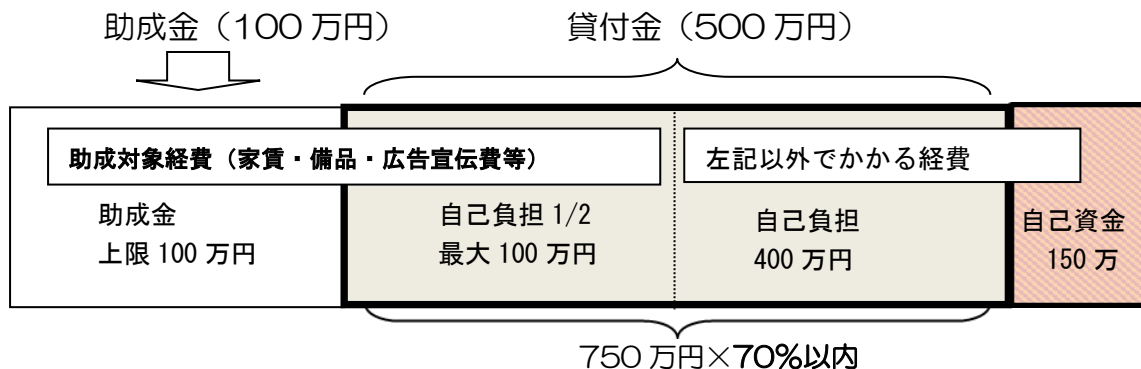 助成金（100 万円）
貸付金（500 万円）
助成対象経費（家賃・備品・広告宣伝費等）
左記以外でかかる経費
助成金
上限 100 万円
自己負担 1/2
最大 100 万円
自己負担
400 万円
自己資金
150 万
750 万円×70%以内